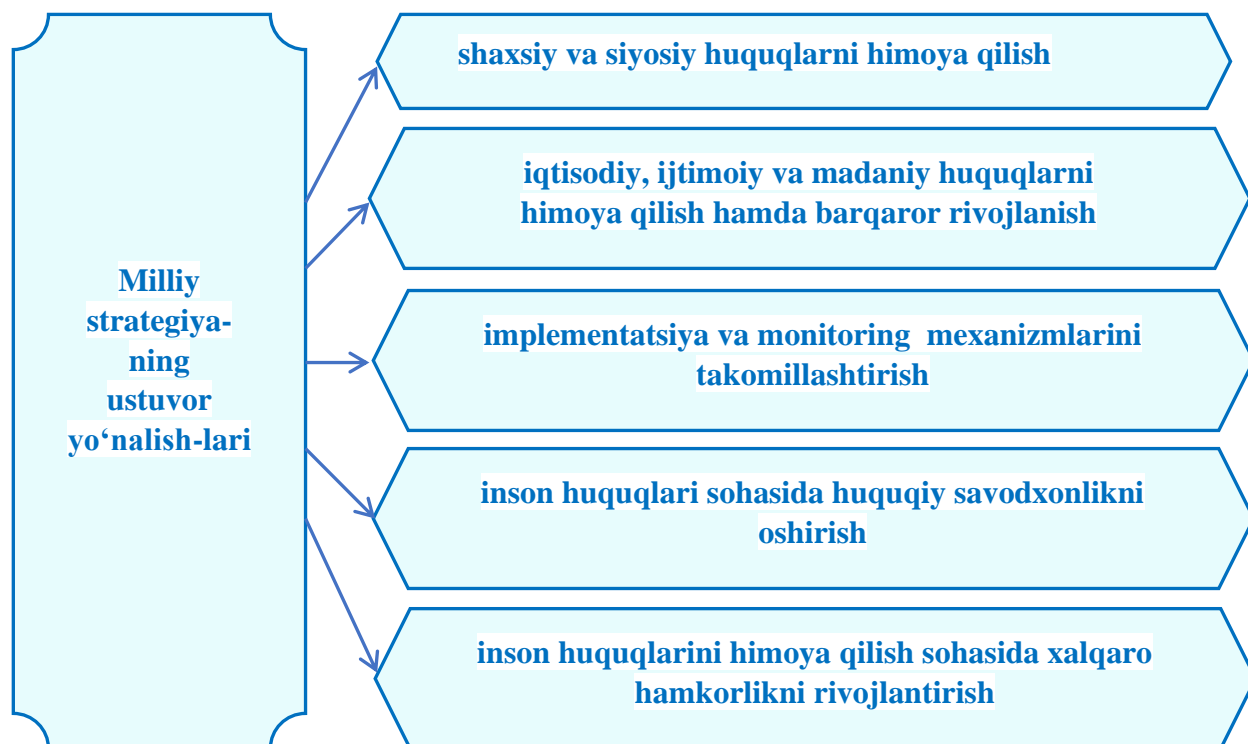 Milliy
strategiya-
ning
ustuvor
yo‘nalish-lari
shaxsiy va siyosiy huquqlarni himoya qilish
iqtisodiy, ijtimoiy va madaniy huquqlarni
himoya qilish hamda barqaror rivojlanish
implementatsiya va monitoring mexanizmlarini
takomillashtirish
inson huquqlari sohasida huquqiy savodxonlikni
oshirish
inson huquqlarini himoya qilish sohasida xalqaro
hamkorlikni rivojlantirish